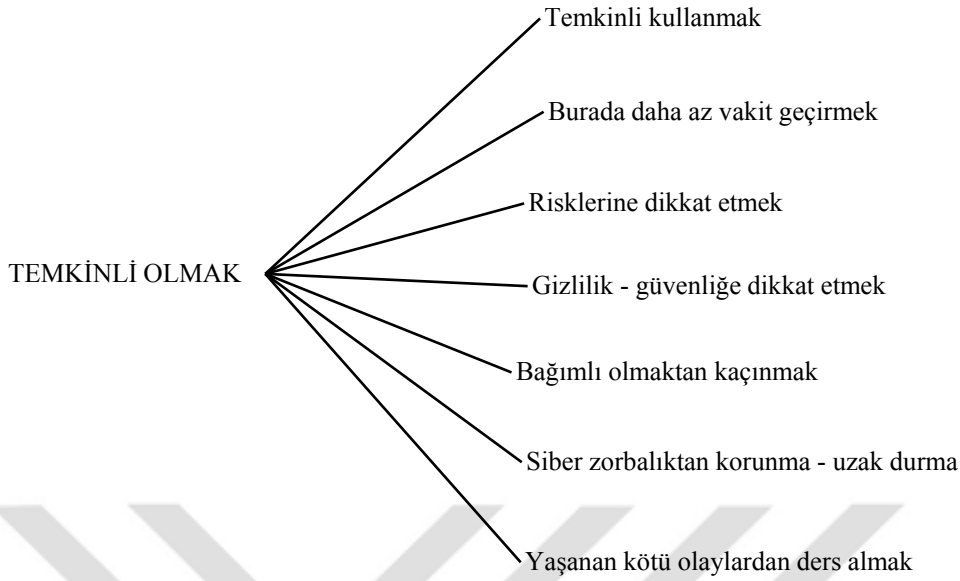 Temkinli kullanmak
Burada daha az vakit geçirmek
Risklerine dikkat etmek
TEMKİNLİ OLMAK
Gizlilik - güvenliğe dikkat etmek
Bağımlı olmaktan kaçınmak
Siber zorbalıktan korunma - uzak durma
Yaşanan kötü olaylardan ders almak